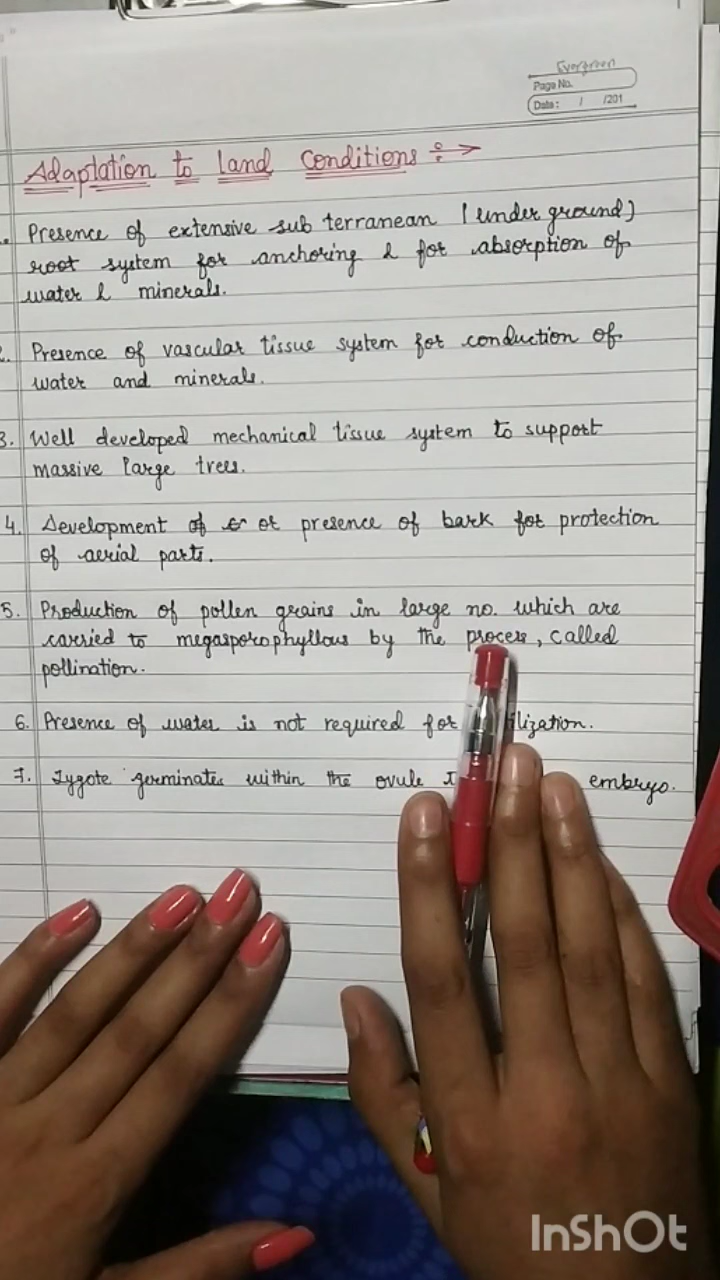 Evergreen
Page No.
Date: / /201
Adaptation to land Conditions ÷→
Presence of extensive sub terranean (under ground)
root system for anchoring & for absorption of
water & minerals.
2. Presence of vascular tissue system for conduction of
water and minerals.
3. Well developed mechanical tissue system to support
massive large trees.
4. Development of or presence of bark for protection
of aerial parts.
5. Production of pollen grains in large no. which are
carried to megasporophyllous by the process, called
pollination.
6. Presence of water is not required for ilization.
7. Zygote germinates within the ovule embryo.
InShOt